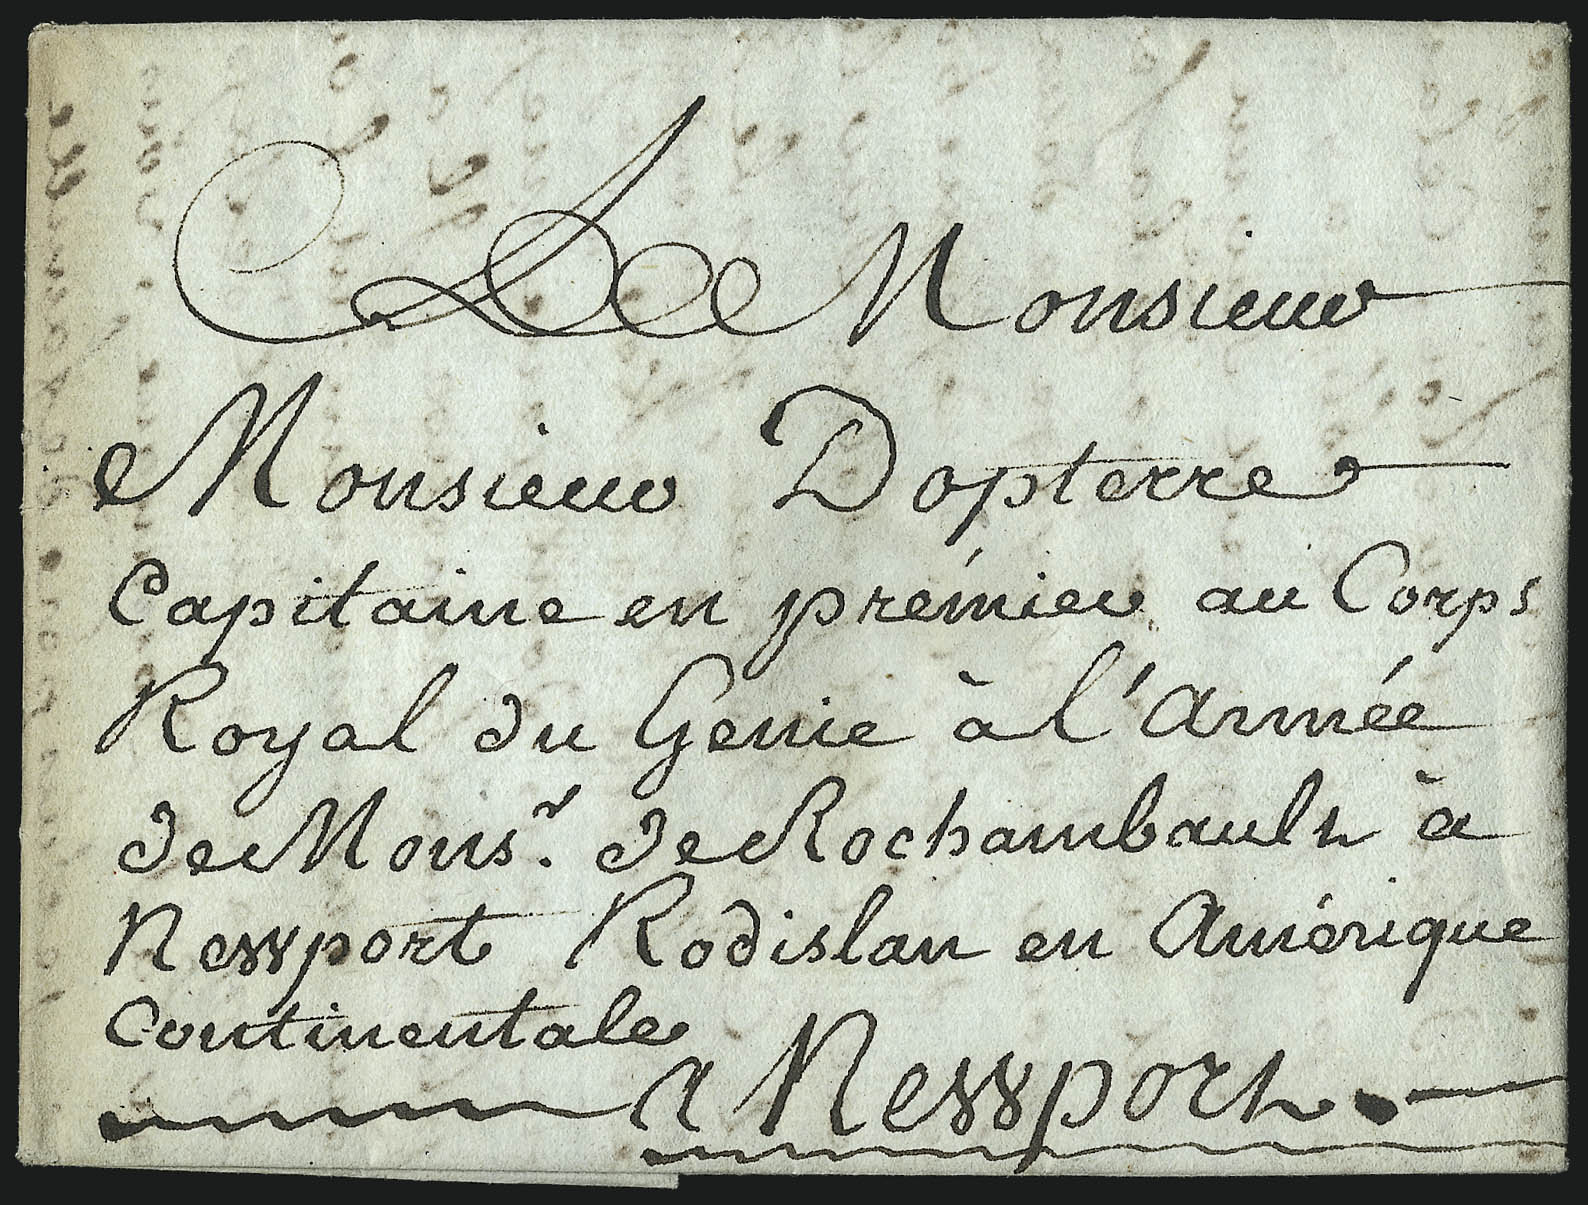 A Monsieur
Monsieur Dopterre
Capitaine en prémier au Corps
Royal du Genie à l'Armée
de Mons.r de Rochambault à
Newport Rodislan en Amérique
Continentale
a Newport.